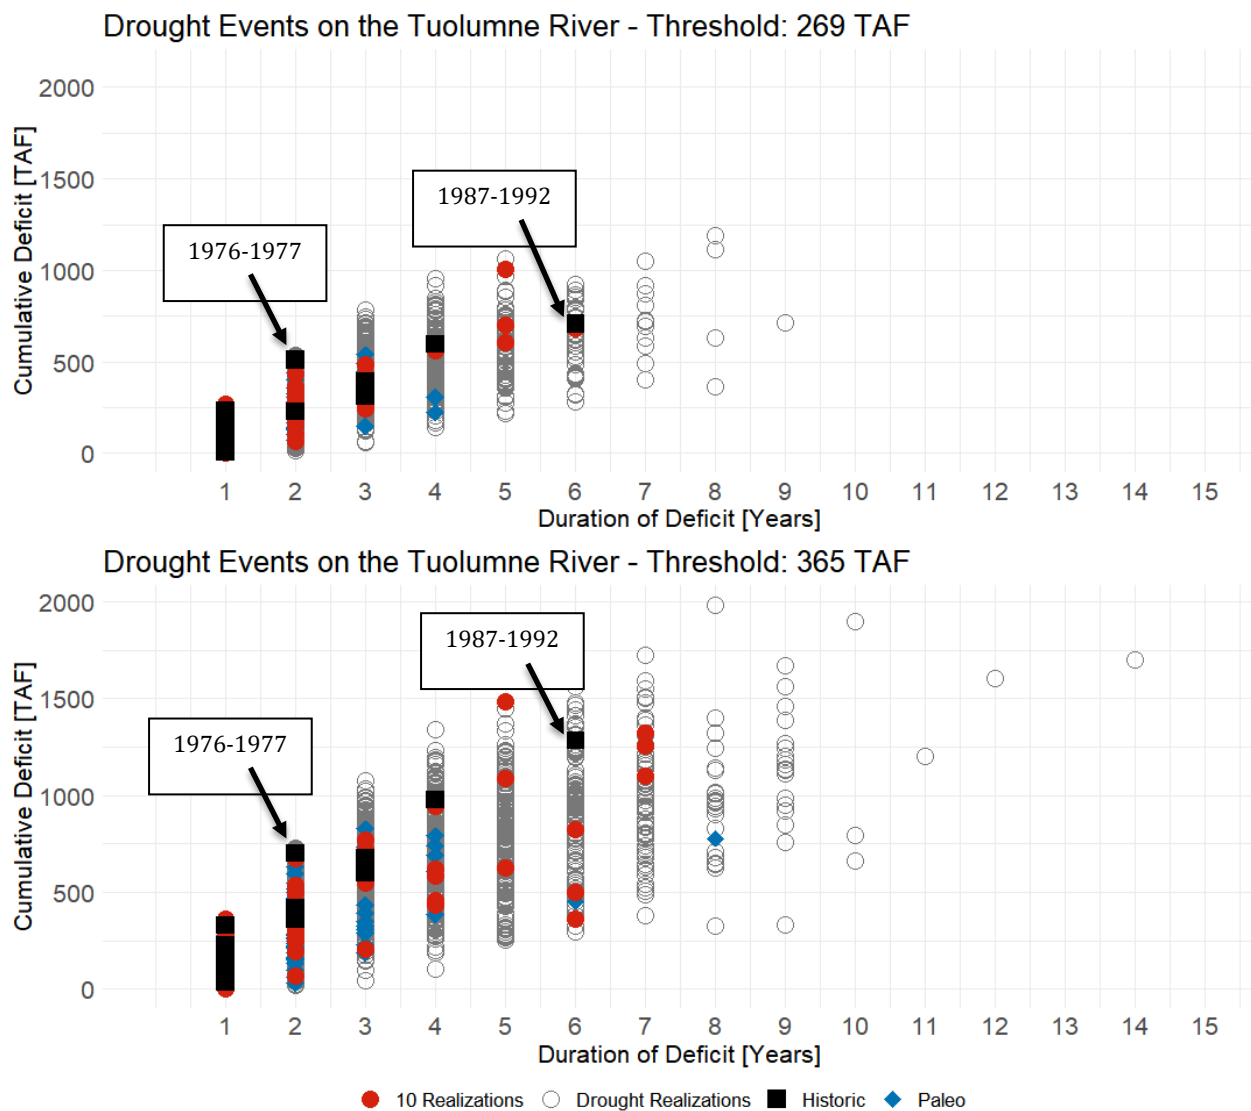 Drought Events on the Tuolumne River - Threshold: 269 TAF
Cumulative Deficit [TAF]
2000
1500
1000
500
0
1976-1977
1987-1992
1 2 3 4 5 6 7 8 9 10 11 12 13 14 15
Duration of Deficit [Years]
Drought Events on the Tuolumne River - Threshold: 365 TAF
Cumulative Deficit [TAF]
2000
1500
1000
500
0
1976-1977
1987-1992
1 2 3 4 5 6 7 8 9 10 11 12 13 14 15
Duration of Deficit [Years]
10 Realizations Drought Realizations Historic Paleo